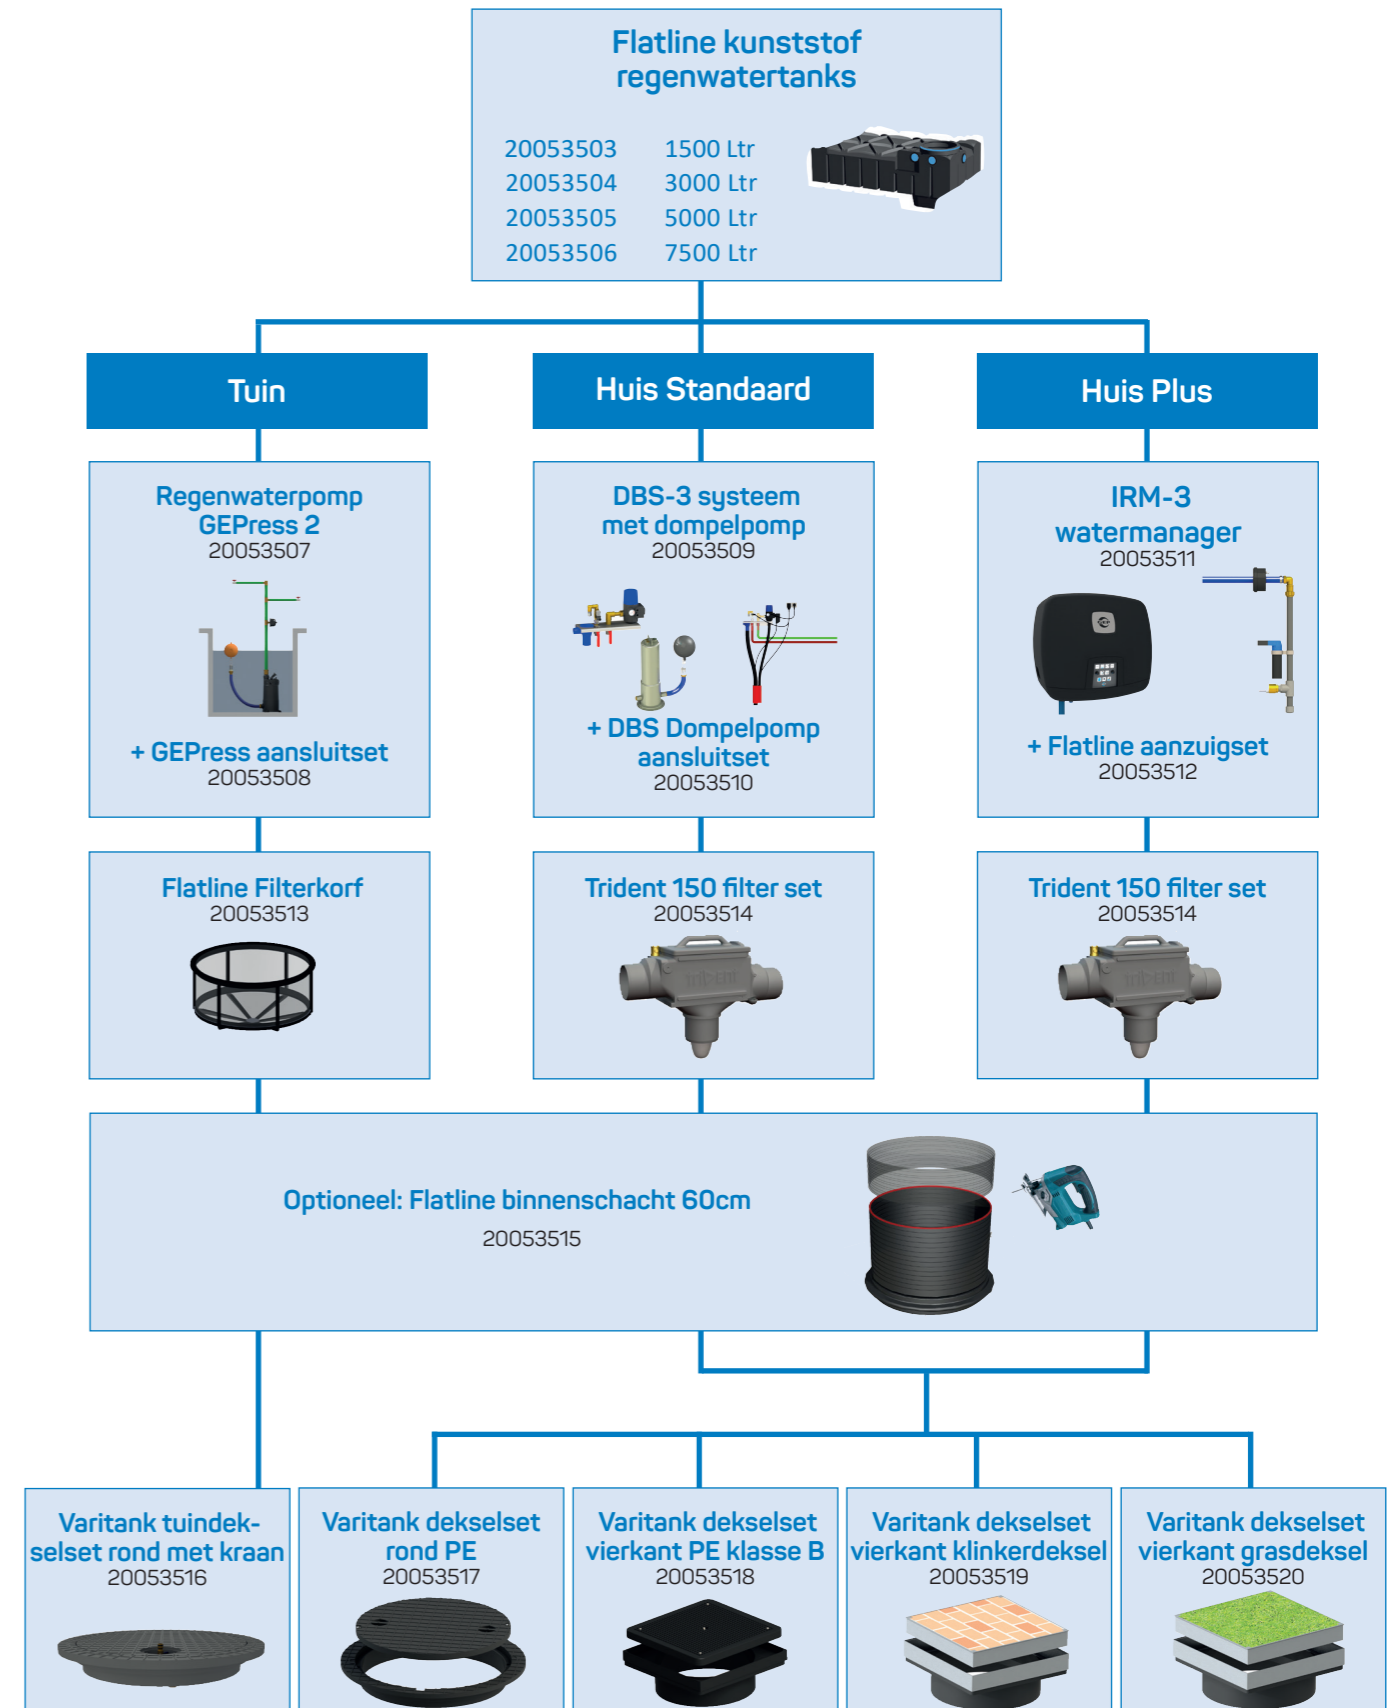 Flatline kunststof
regenwatertanks
20053503 1500 Ltr
20053504 3000 Ltr
20053505 5000 Ltr
20053506 7500 Ltr
Tuin
Huis Standaard
Huis Plus
Regenwaterpomp
GEPress 2
20053507
+ GEPress aansluitset
20053508
DBS-3 systeem
met dompelpomp
20053509
+ DBS Dompelpomp
aansluitset
20053510
IRM-3
watermanager
20053511
+ Flatline aanzuigset
20053512
Flatline Filterkorf
20053513
Trident 150 filter set
20053514
TRIDENT
Trident 150 filter set
20053514
TRIDENT
Optioneel: Flatline binnenschacht 60cm
20053515
Varitank tuindek-
selset rond met kraan
20053516
Varitank dekselset
rond PE
20053517
Varitank dekselset
vierkant PE klasse B
20053518
Varitank dekselset
vierkant klinkerdeksel
20053519
Varitank dekselset
vierkant grasdeksel
20053520